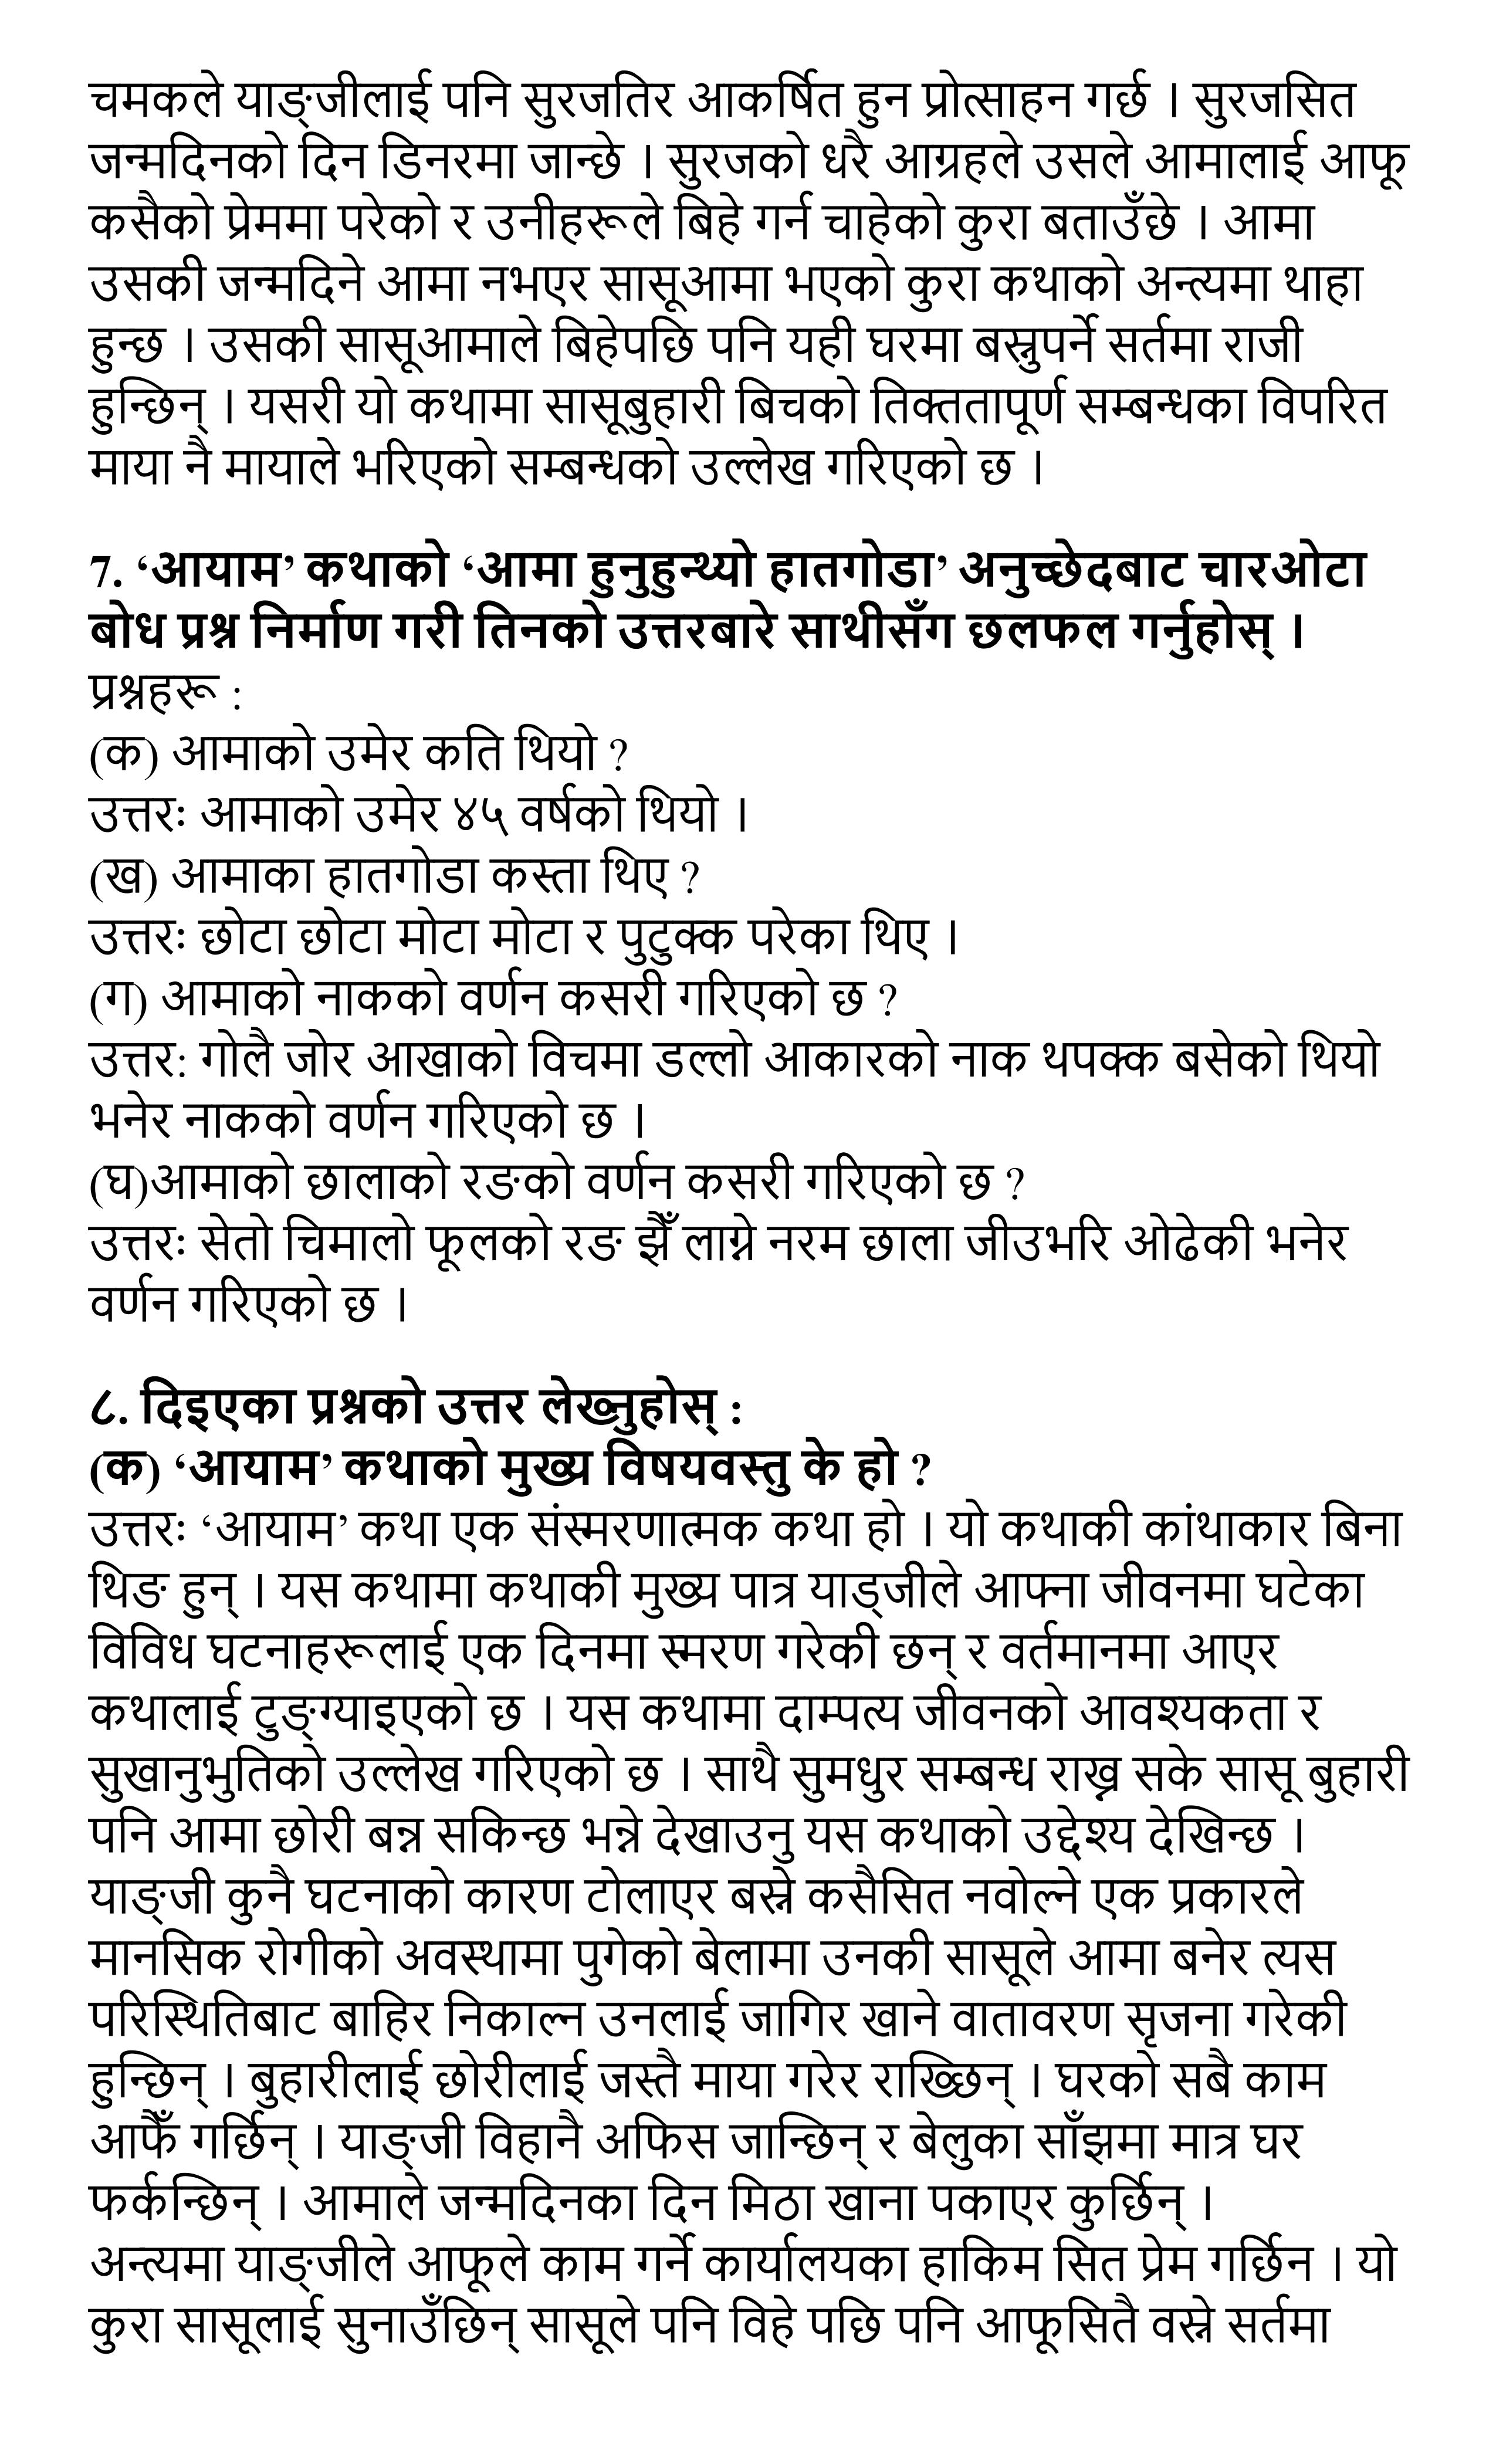 चमकले याङ्जीलाई पनि सुरजतिर आकर्षित हुन प्रोत्साहन गर्छ । सुरजसित
जन्मदिनको दिन डिनरमा जान्छे । सुरजको धरै आग्रहले उसले आमालाई आफू
कसैको प्रेममा परेको र उनीहरूले बिहे गर्न चाहेको कुरा बताउँछे । आमा
उसकी जन्मदिने आमा नभएर सासूआमा भएको कुरा कथाको अन्त्यमा थाहा
हुन्छ । उसकी सासूआमाले बिहेपछि पनि यही घरमा बस्नुपर्ने सर्तमा राजी
हुन्छिन् । यसरी यो कथामा सासूबुहारी बिचको तिक्ततापूर्ण सम्बन्धका विपरित
माया नै मायाले भरिएको सम्बन्धको उल्लेख गरिएको छ ।
7. ‘आयाम’ कथाको ‘आमा हुनुहुन्थ्यो हातगोडा’ अनुच्छेदबाट चारओटा
बोध प्रश्न निर्माण गरी तिनको उत्तरबारे साथीसँग छलफल गर्नुहोस् ।
प्रश्नहरू :
(क) आमाको उमेर कति थियो ?
उत्तरः आमाको उमेर ४५ वर्षको थियो ।
(ख) आमाका हातगोडा कस्ता थिए ?
उत्तरः छोटा छोटा मोटा मोटा र पुटुक्क परेका थिए ।
(ग) आमाको नाकको वर्णन कसरी गरिएको छ ?
उत्तर: गोलै जोर आखाको विचमा डल्लो आकारको नाक थपक्क बसेको थियो
भनेर नाकको वर्णन गरिएको छ ।
(घ)आमाको छालाको रङको वर्णन कसरी गरिएको छ ?
उत्तरः सेतो चिमालो फूलको रङ झैँ लाग्ने नरम छाला जीउभरि ओढेकी भनेर
वर्णन गरिएको छ ।
८. दिइएका प्रश्नको उत्तर लेख्नुहोस् :
(क) ‘आयाम’ कथाको मुख्य विषयवस्तु के हो ?
उत्तरः ‘आयाम’ कथा एक संस्मरणात्मक कथा हो । यो कथाकी कांथाकार बिना
थिङ हुन् । यस कथामा कथाकी मुख्य पात्र याड्जीले आफ्ना जीवनमा घटेका
विविध घटनाहरूलाई एक दिनमा स्मरण गरेकी छन् र वर्तमानमा आएर
कथालाई टुङ्ग्याइएको छ । यस कथामा दाम्पत्य जीवनको आवश्यकता र
सुखानुभुतिको उल्लेख गरिएको छ । साथै सुमधुर सम्बन्ध राख्न सके सासू बुहारी
पनि आमा छोरी बन्न सकिन्छ भन्ने देखाउनु यस कथाको उद्देश्य देखिन्छ ।
याङ्जी कुनै घटनाको कारण टोलाएर बस्ने कसैसित नवोल्ने एक प्रकारले
मानसिक रोगीको अवस्थामा पुगेको बेलामा उनकी सासूले आमा बनेर त्यस
परिस्थितिबाट बाहिर निकाल्न उनलाई जागिर खाने वातावरण सृजना गरेकी
हुन्छिन् । बुहारीलाई छोरीलाई जस्तै माया गरेर राख्छिन् । घरको सबै काम
आफैँ गर्छिन् । याङ्जी विहानै अफिस जान्छिन् र बेलुका साँझमा मात्र घर
फर्कन्छिन् । आमाले जन्मदिनका दिन मिठा खाना पकाएर कुर्छिन् ।
अन्त्यमा याङ्जीले आफूले काम गर्ने कार्यालयका हाकिम सित प्रेम गर्छिन । यो
कुरा सासूलाई सुनाउँछिन् सासूले पनि विहे पछि पनि आफूसितै वस्ने सर्तमा